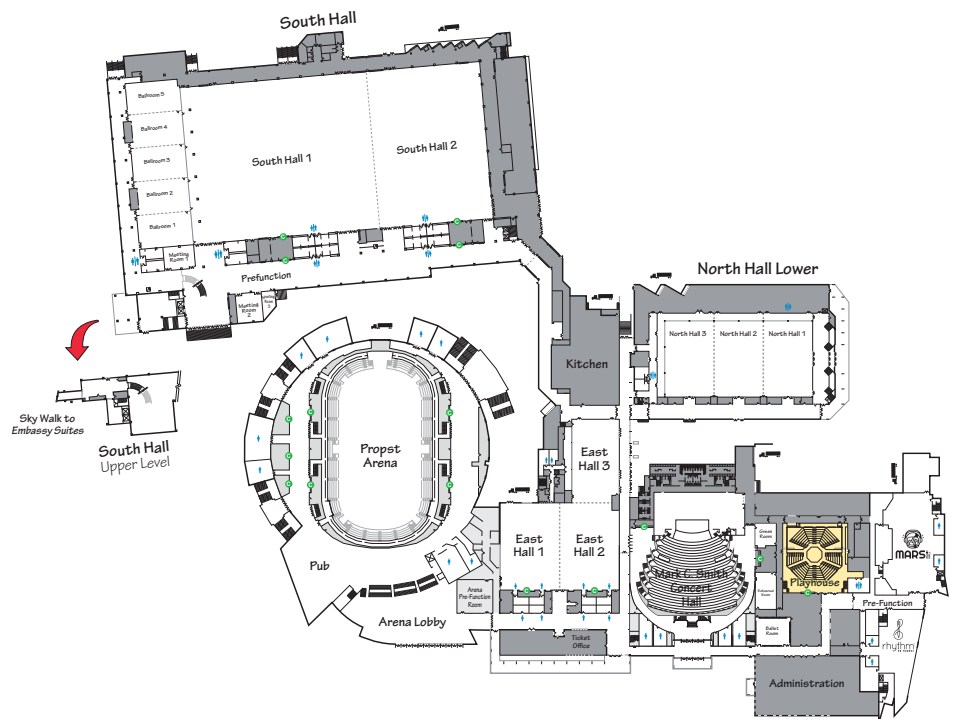 South Hall
Ballroom 5
Ballroom 4
Ballroom 3
Ballroom 2
Ballroom 1
South Hall 1
South Hall 2
Meeting
Room 1
Prefunction
Meeting
Room 2
North Hall Lower
North Hall 3
North Hall 2
North Hall 1
Kitchen
Sky Walk to
Embassy Suites
South Hall
Upper Level
Propst
Arena
East
Hall 3
East
Hall 1
East
Hall 2
Pub
Arena
Pre-Function
Room
Arena Lobby
Ticket
Office
Mark C. Smith
Concert
Hall
Green
Room
Playhouse
Rehearsal
Room
Ballet
Room
MARS
Pre-Function
rhythm
Administration